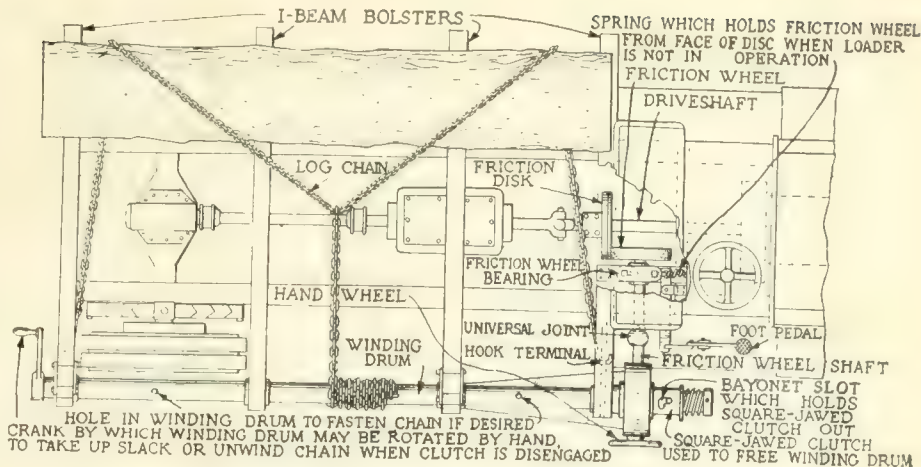 I-BEAM BOLSTERS
SPRING WHICH HOLDS FRICTION WHEEL
FROM FACE OF DISC WHEN LOADER
IS NOT IN OPERATION
FRICTION WHEEL
DRIVESHAFT
LOG CHAIN
FRICTION
DISK
FRICTION WHEEL
BEARING
HAND WHEEL
UNIVERSAL JOINT
FOOT PEDAL
WINDING
DRUM
HOOK TERMINAL
FRICTION WHEEL SHAFT
BAYONET SLOT
WHICH HOLDS
SQUARE-JAWED
CLUTCH OUT
HOLE IN WINDING DRUM TO FASTEN CHAIN IF DESIRED
CRANK BY WHICH WINDING DRUM MAY BE ROTATED BY HAND,
TO TAKE UP SLACK OR UNWIND CHAIN WHEN CLUTCH IS DISENGAGED
SQUARE-JAWED CLUTCH
USED TO FREE WINDING DRUM